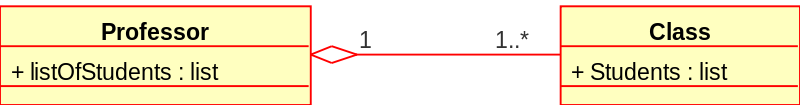 Professor
+ listOfStudents : list
1
1..*
Class
+ Students : list